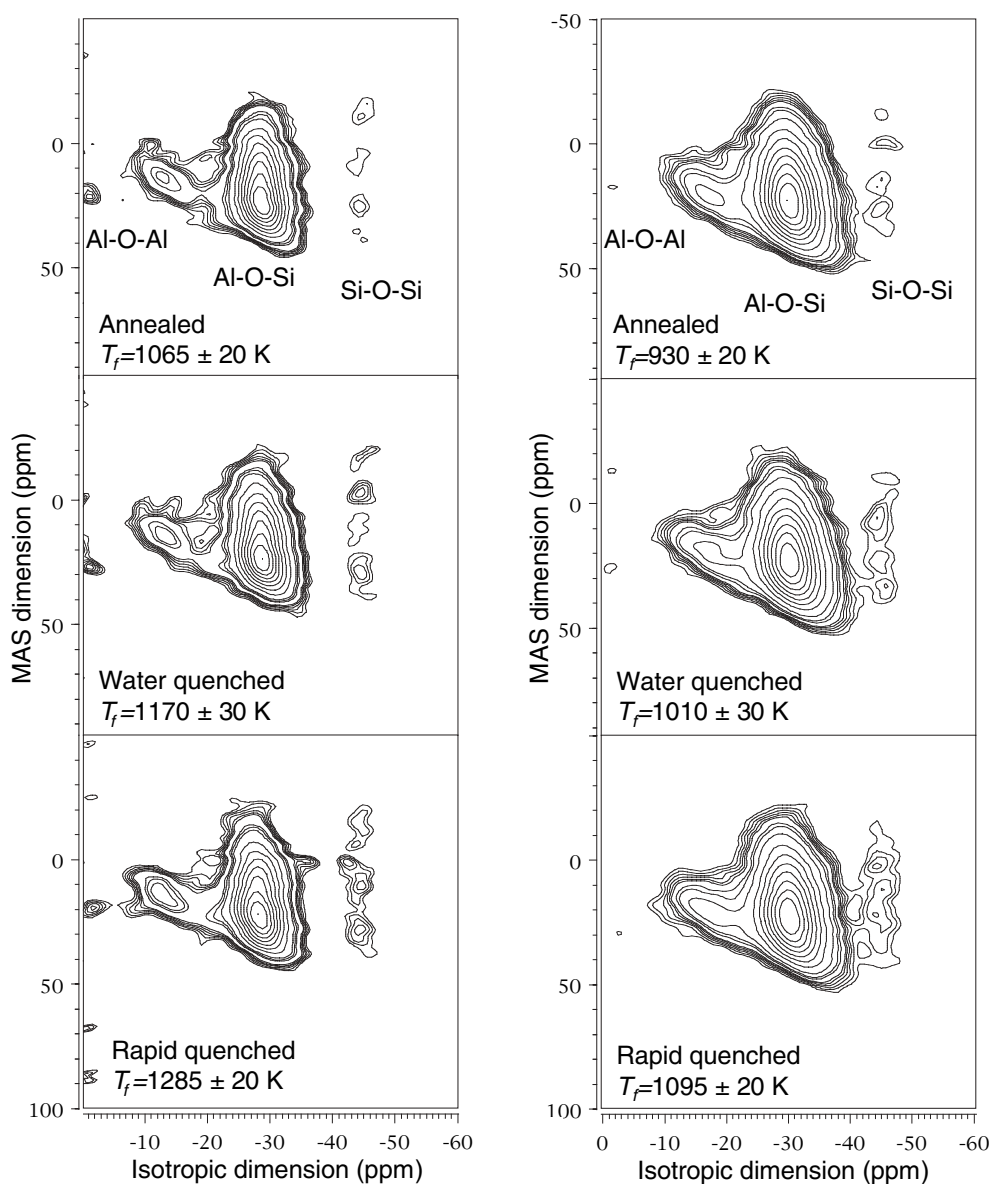 -50
0
0
Al-O-Al
Al-O-Al
Al-O-Si
Si-O-Si
Si-O-Si
Al-O-Si
50
50
Annealed
Tf=1065 ± 20 K
Annealed
Tf=930 ± 20 K
MAS dimension (ppm)
MAS dimension (ppm)
0
0
50
50
Water quenched
Tf=1170 ± 30 K
Water quenched
Tf=1010 ± 30 K
0
0
50
50
Rapid quenched
Tf=1285 ± 20 K
Rapid quenched
Tf=1095 ± 20 K
100
100
-10 -20 -30 -40 -50 -60
0 -10 -20 -30 -40 -50 -60
Isotropic dimension (ppm)
Isotropic dimension (ppm)